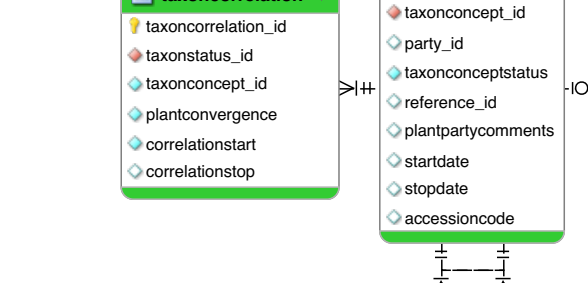 taxoncorrelation
taxoncorrelation_id
taxonstatus_id
taxonconcept_id
plantconvergence
correlationstart
correlationstop
taxonconcept_id
party_id
taxonconceptstatus
reference_id
plantpartycomments
startdate
stopdate
accessioncode